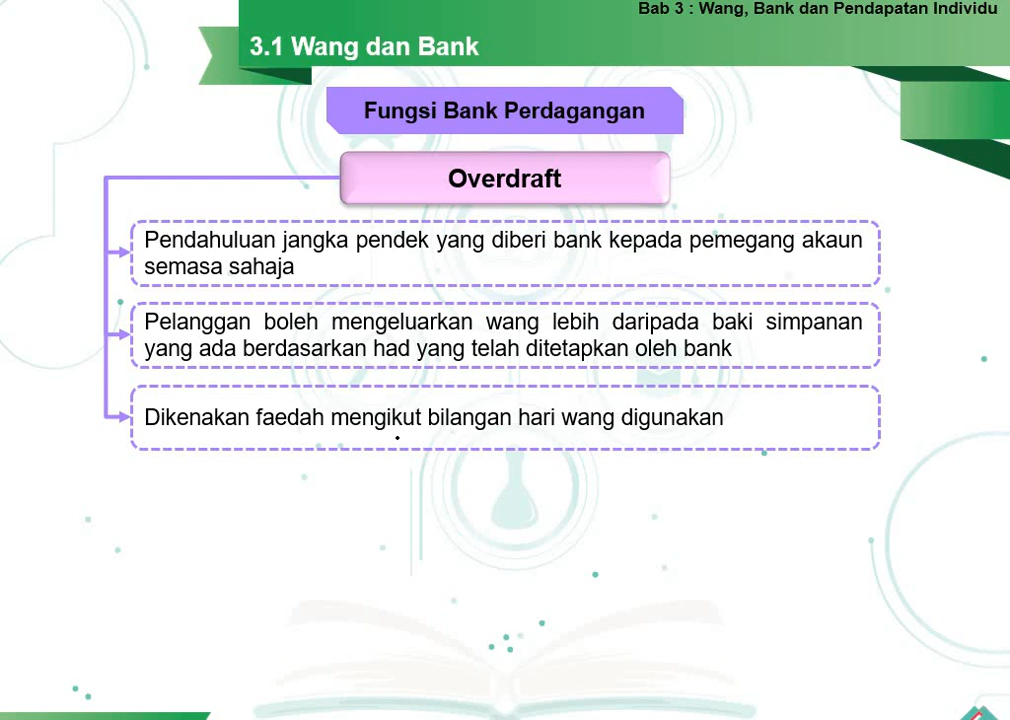 Bab 3 : Wang, Bank dan Pendapatan Individu
3.1 Wang dan Bank
Fungsi Bank Perdagangan
Overdraft
Pendahuluan jangka pendek yang diberi bank kepada pemegang akaun
semasa sahaja
Pelanggan boleh mengeluarkan wang lebih daripada baki simpanan
yang ada berdasarkan had yang telah ditetapkan oleh bank
Dikenakan faedah mengikut bilangan hari wang digunakan